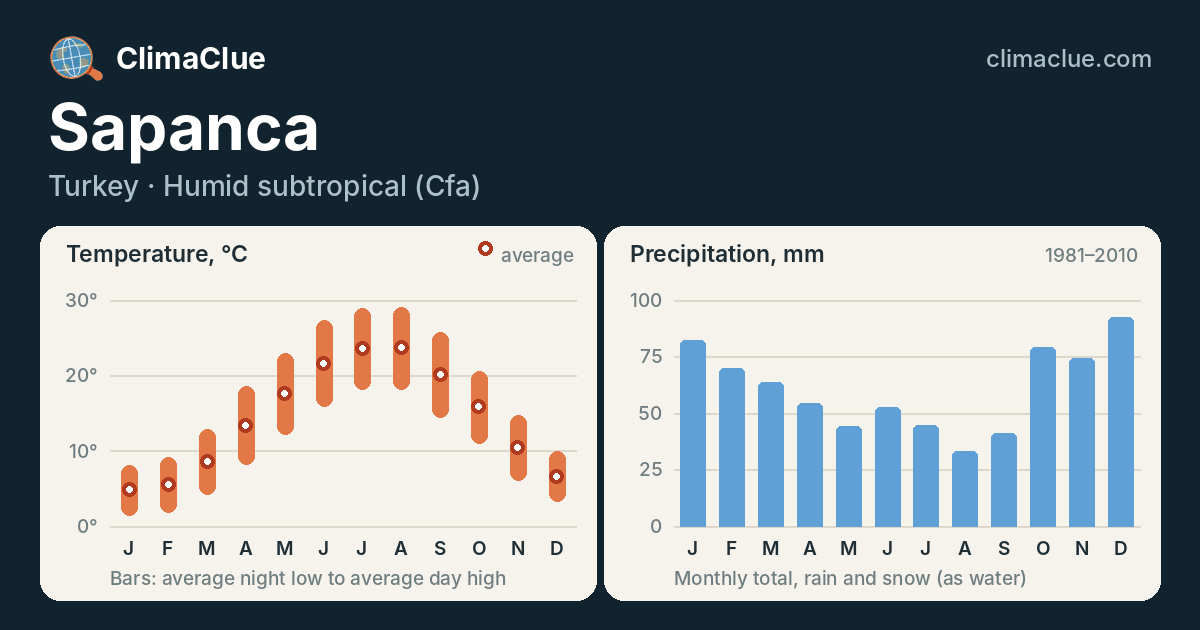 ClimaClue
climaclue.com
Sapanca
Turkey · Humid subtropical (Cfa)
Temperature, °C
average
30°
20°
10°
0°
J F M A M J J A S O N D
Bars: average night low to average day high
Precipitation, mm
1981–2010
100
75
50
25
0
J F M A M J J A S O N D
Monthly total, rain and snow (as water)